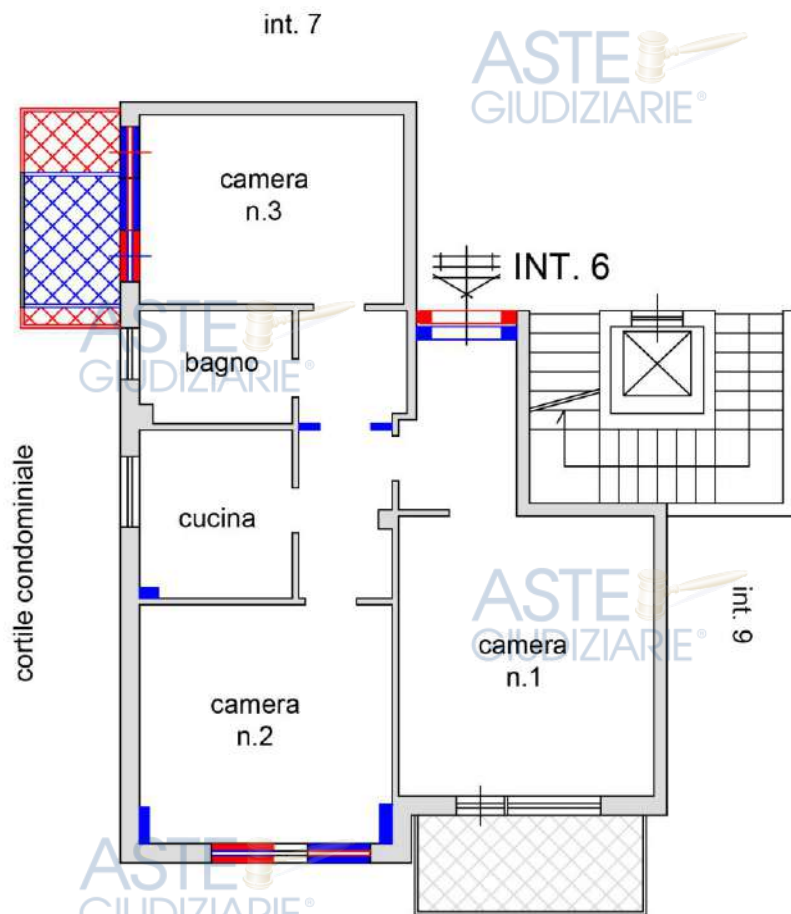 int. 7
ASTE
GIUDIZIARIE®
camera
n.3
INT. 6
ASTE
GIUDIZIARIE®
bagno
cortile condominiale
cucina
ASTE
GIUDIZIARIE®
int. 9
camera
n.1
camera
n.2
ASTE
GIUDIZIARIE®